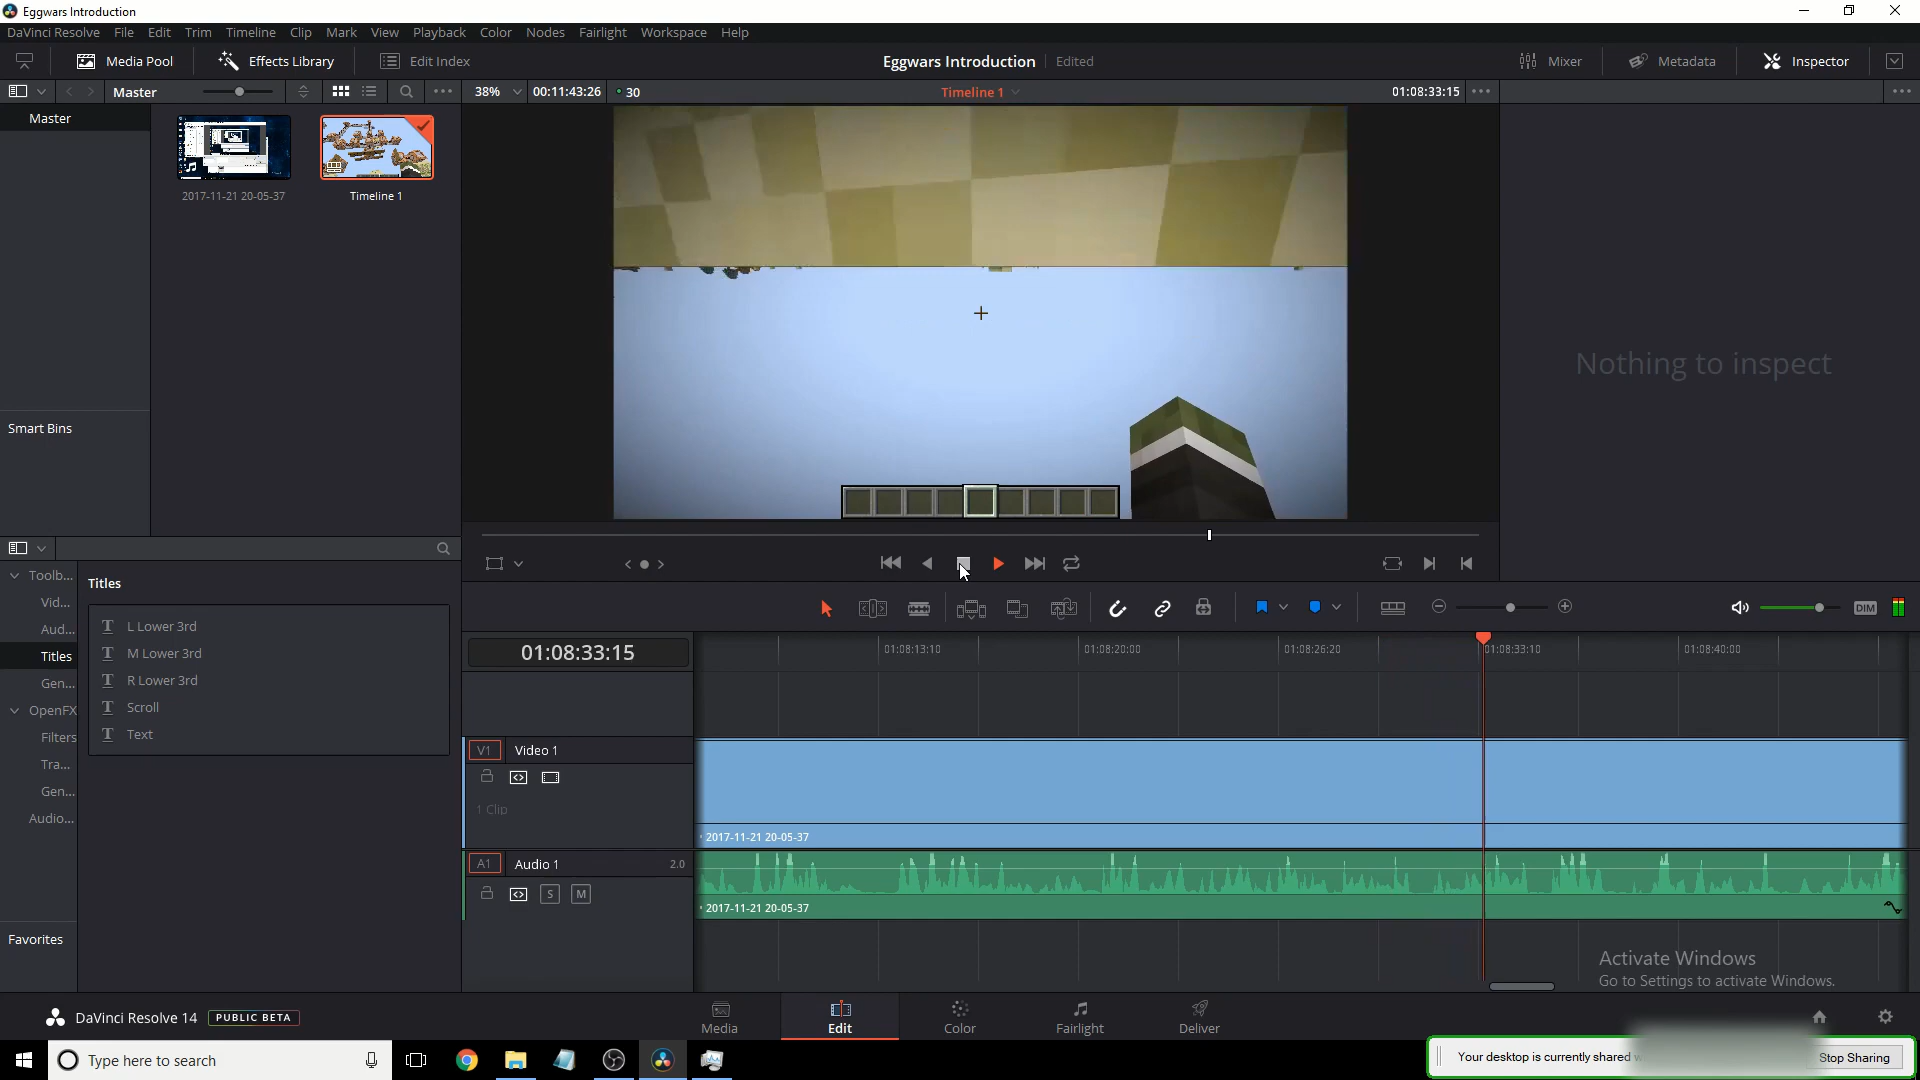 Eggwars Introduction
DaVinci Resolve File Edit Trim Timeline Clip Mark View Playback Color Nodes Fairlight Workspace Help
Media Pool Effects Library Edit Index Eggwars Introduction Edited Mixer Metadata Inspector
Master 38% 00:11:43:26 30 Timeline 1 01:08:33:15
Master
2017-11-21 20-05-37 Timeline 1
Nothing to inspect
Smart Bins
Toolb... Titles
Vid...
Aud...
Titles
Gen...
OpenFX
Filters
Tra...
Gen...
Audio...
L Lower 3rd
M Lower 3rd
R Lower 3rd
Scroll
Text
Favorites
DIM
01:08:33:15 01:08:13:10 01:08:20:00 01:08:26:20 01:08:33:10 01:08:40:00
V1 Video 1
1 Clip
2017-11-21 20-05-37
A1 Audio 1 2.0
S M
2017-11-21 20-05-37
Activate Windows
Go to Settings to activate Windows.
DaVinci Resolve 14 PUBLIC BETA Media Edit Color Fairlight Deliver
Type here to search
Your desktop is currently shared Stop Sharing